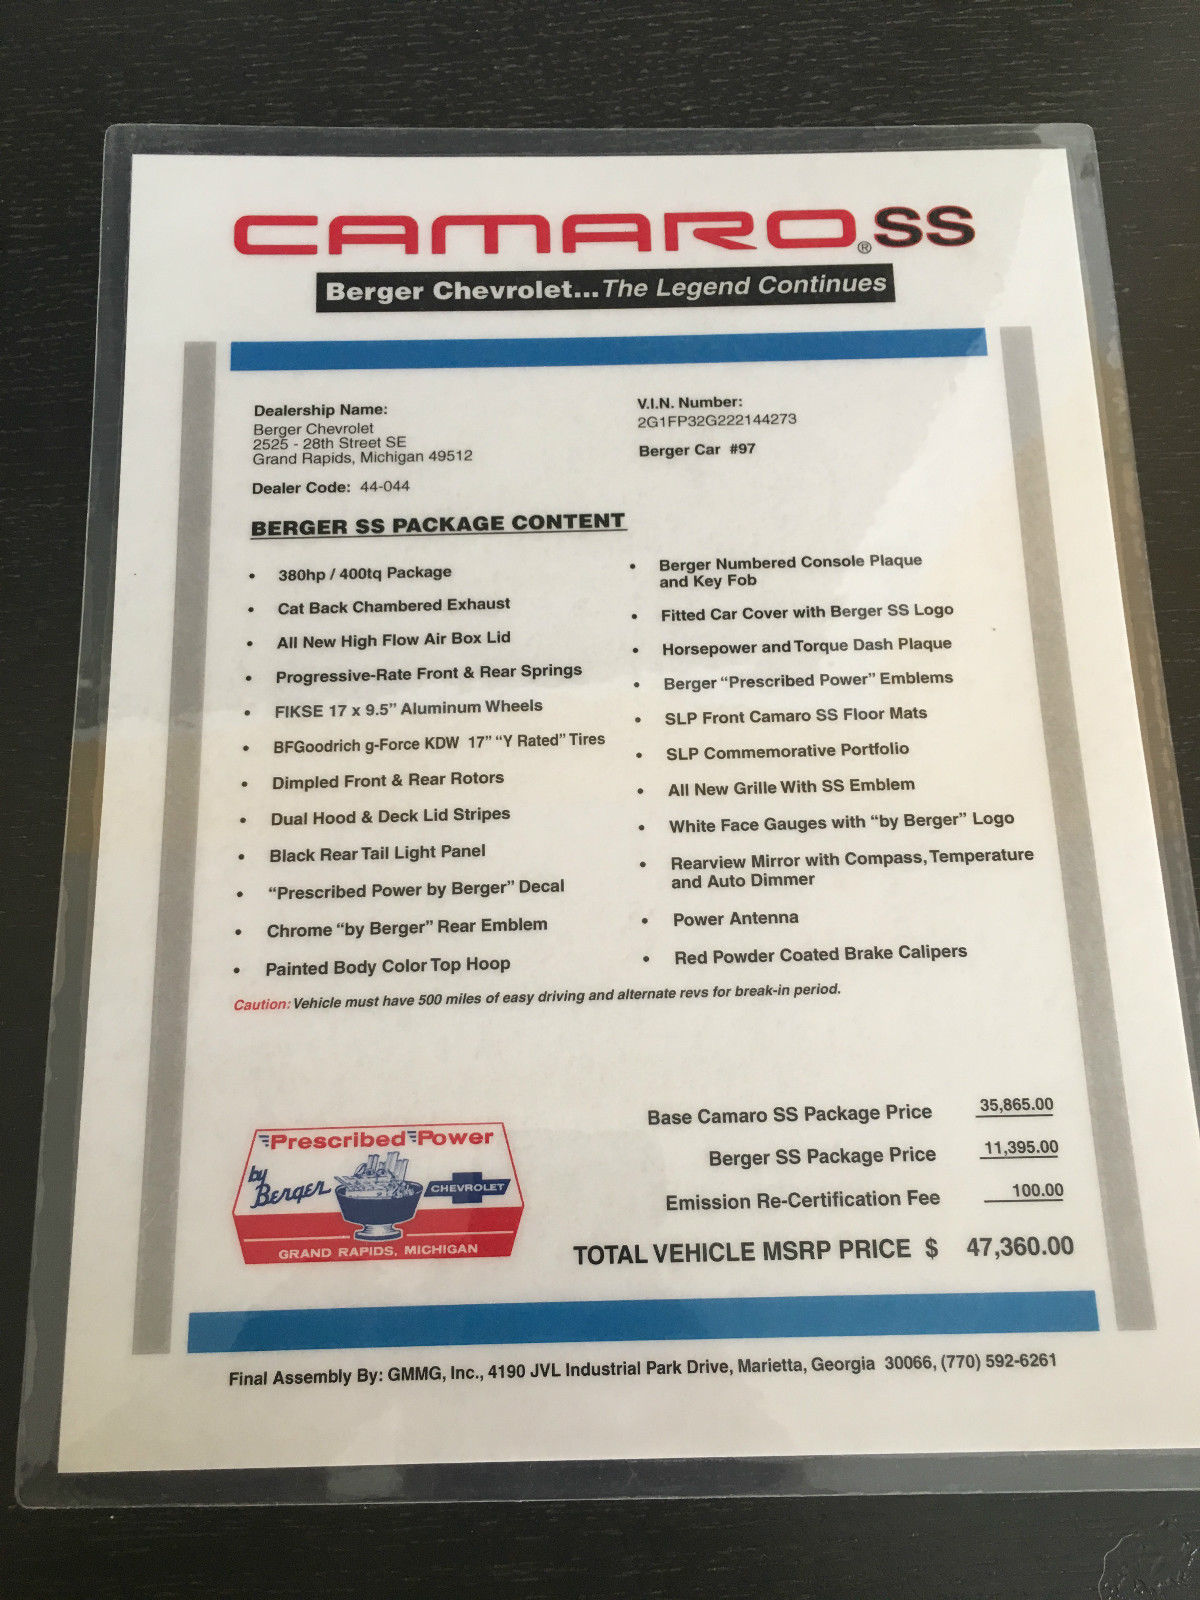 CAMARO®SS
Berger Chevrolet...The Legend Continues
Dealership Name:
Berger Chevrolet
2525 - 28th Street SE
Grand Rapids, Michigan 49512
Dealer Code: 44-044
V.I.N. Number:
2G1FP32G222144273
Berger Car #97
BERGER SS PACKAGE CONTENT
• 380hp / 400tq Package
• Cat Back Chambered Exhaust
• All New High Flow Air Box Lid
• Progressive-Rate Front & Rear Springs
• FIKSE 17 x 9.5” Aluminum Wheels
• BFGoodrich g-Force KDW 17” “Y Rated” Tires
• Dimpled Front & Rear Rotors
• Dual Hood & Deck Lid Stripes
• Black Rear Tail Light Panel
• “Prescribed Power by Berger” Decal
• Chrome “by Berger” Rear Emblem
• Painted Body Color Top Hoop
• Berger Numbered Console Plaque
and Key Fob
• Fitted Car Cover with Berger SS Logo
• Horsepower and Torque Dash Plaque
• Berger “Prescribed Power” Emblems
• SLP Front Camaro SS Floor Mats
• SLP Commemorative Portfolio
• All New Grille With SS Emblem
• White Face Gauges with “by Berger” Logo
• Rearview Mirror with Compass, Temperature
and Auto Dimmer
• Power Antenna
• Red Powder Coated Brake Calipers
Caution: Vehicle must have 500 miles of easy driving and alternate revs for break-in period.
Base Camaro SS Package Price 35,865.00
Berger SS Package Price 11,395.00
Emission Re-Certification Fee 100.00
TOTAL VEHICLE MSRP PRICE $ 47,360.00
Prescribed Power
by
Berger
CHEVROLET
GRAND RAPIDS, MICHIGAN
Final Assembly By: GMMG, Inc., 4190 JVL Industrial Park Drive, Marietta, Georgia 30066, (770) 592-6261